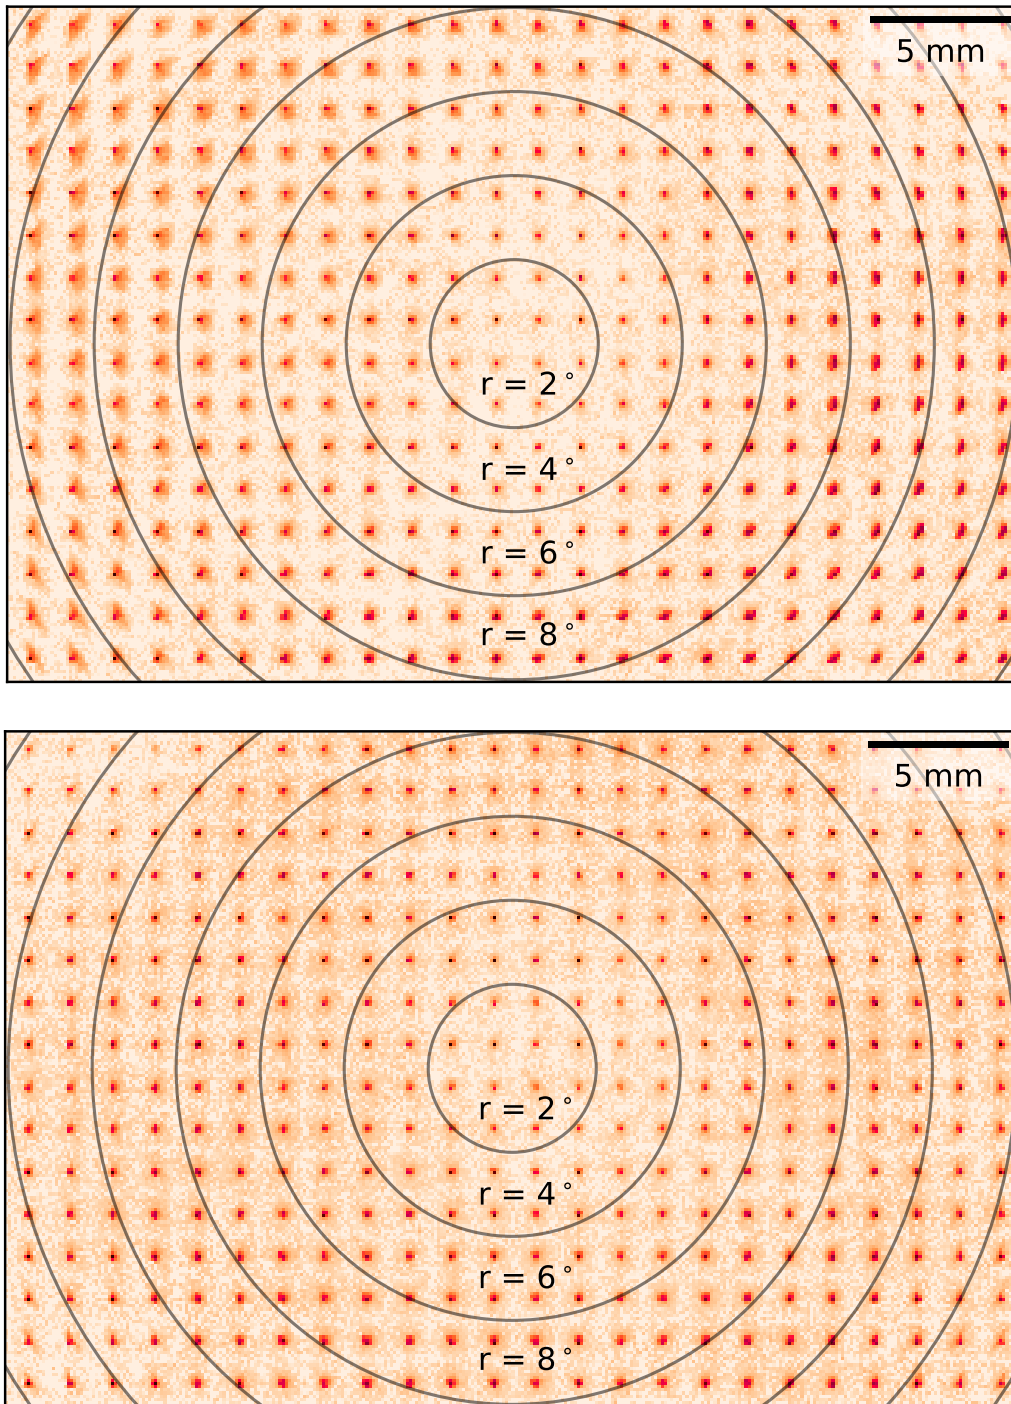 5 mm
r = 2°
r = 4°
r = 6°
r = 8°
5 mm
r = 2°
r = 4°
r = 6°
r = 8°